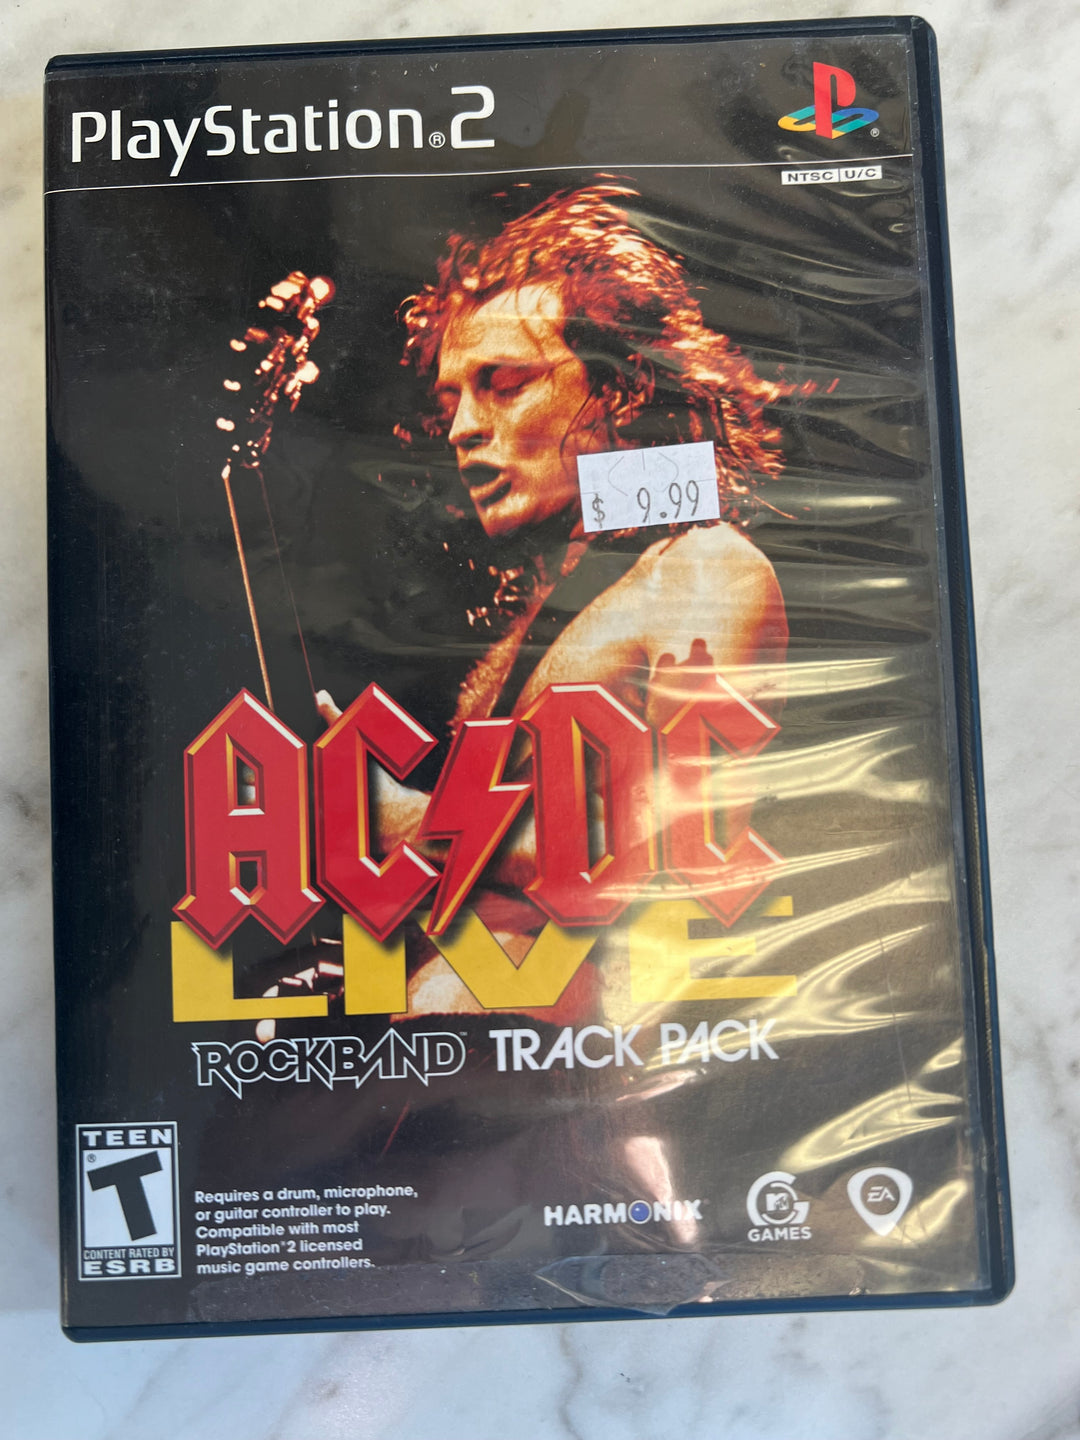 PlayStation®2
®
NTSC U/C
$ 9.99
AC/DC
LIVE
ROCKBAND™ TRACK PACK
TEEN
®
T
CONTENT RATED BY
ESRB
Requires a drum, microphone,
or guitar controller to play.
Compatible with most
PlayStation®2 licensed
music game controllers.
HARMONIX®
MTV
GAMES
EA